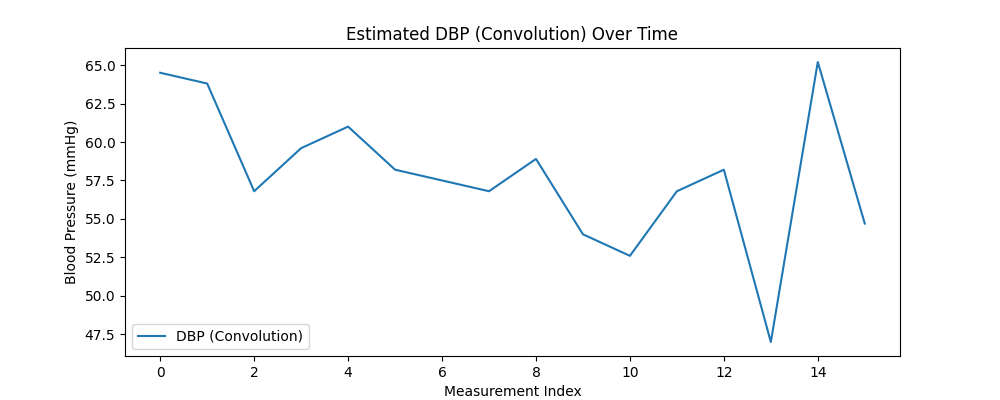 Estimated DBP (Convolution) Over Time
Blood Pressure (mmHg)
65.0
62.5
60.0
57.5
55.0
52.5
50.0
47.5
DBP (Convolution)
0 2 4 6 8 10 12 14
Measurement Index